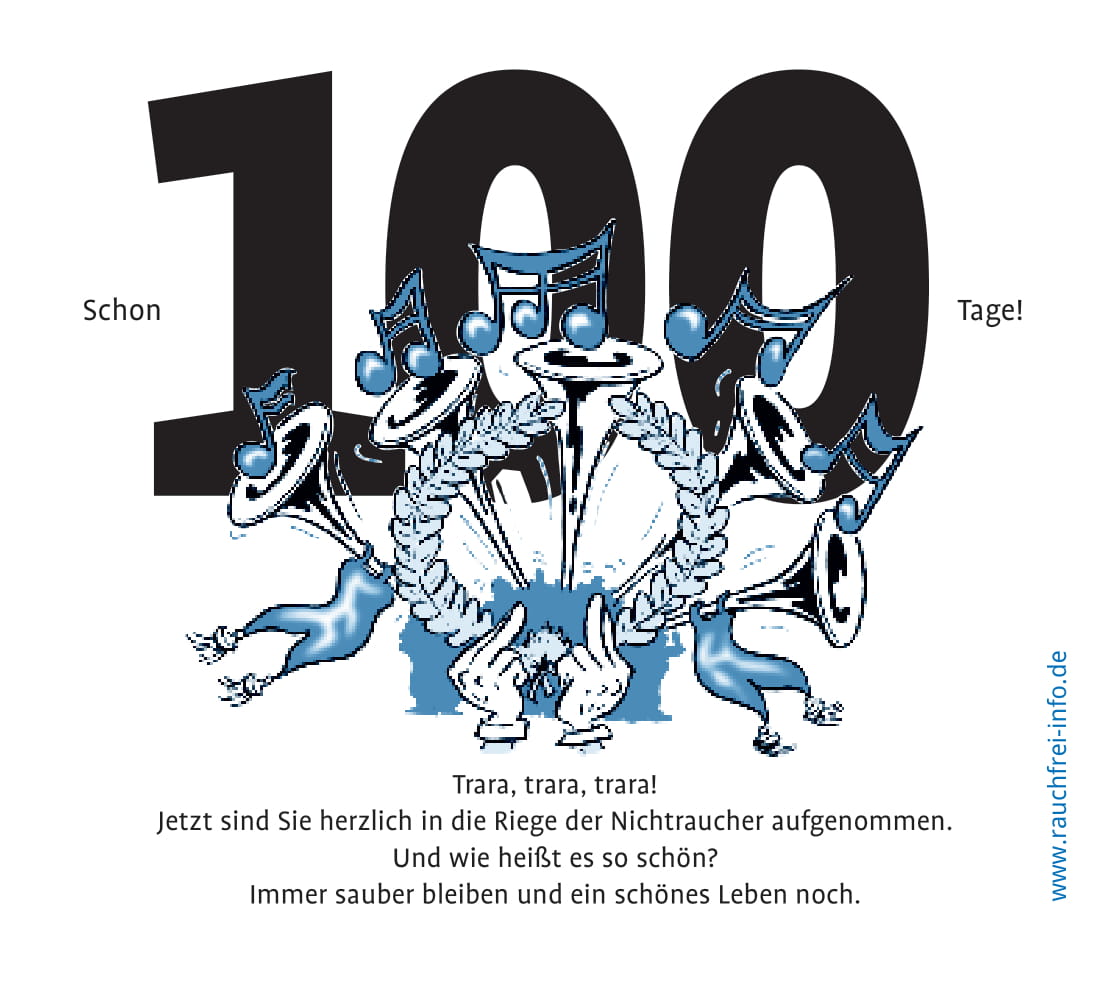 Schon 100 Tage!
Trara, trara, trara!
Jetzt sind Sie herzlich in die Riege der Nichtraucher aufgenommen.
Und wie heißt es so schön?
Immer sauber bleiben und ein schönes Leben noch.
www.rauchfrei-info.de